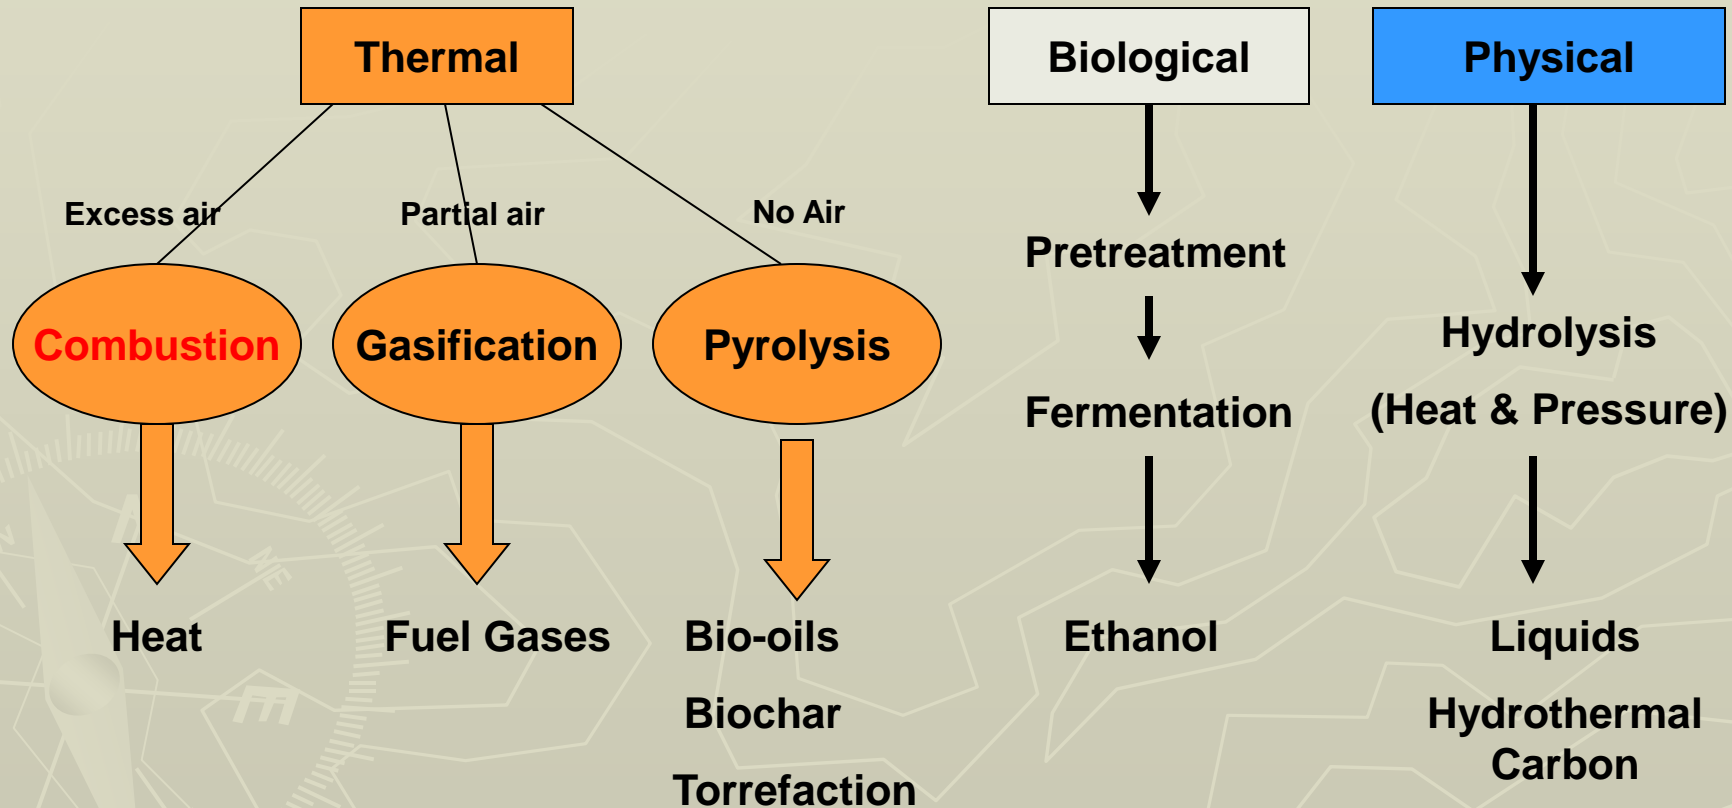 Thermal
Biological
Physical
Excess air
Partial air
No Air
Combustion
Gasification
Pyrolysis
Pretreatment
Fermentation
Hydrolysis
(Heat & Pressure)
Heat
Fuel Gases
Bio-oils
Biochar
Torrefaction
Ethanol
Liquids
Hydrothermal
Carbon
N
NE
E